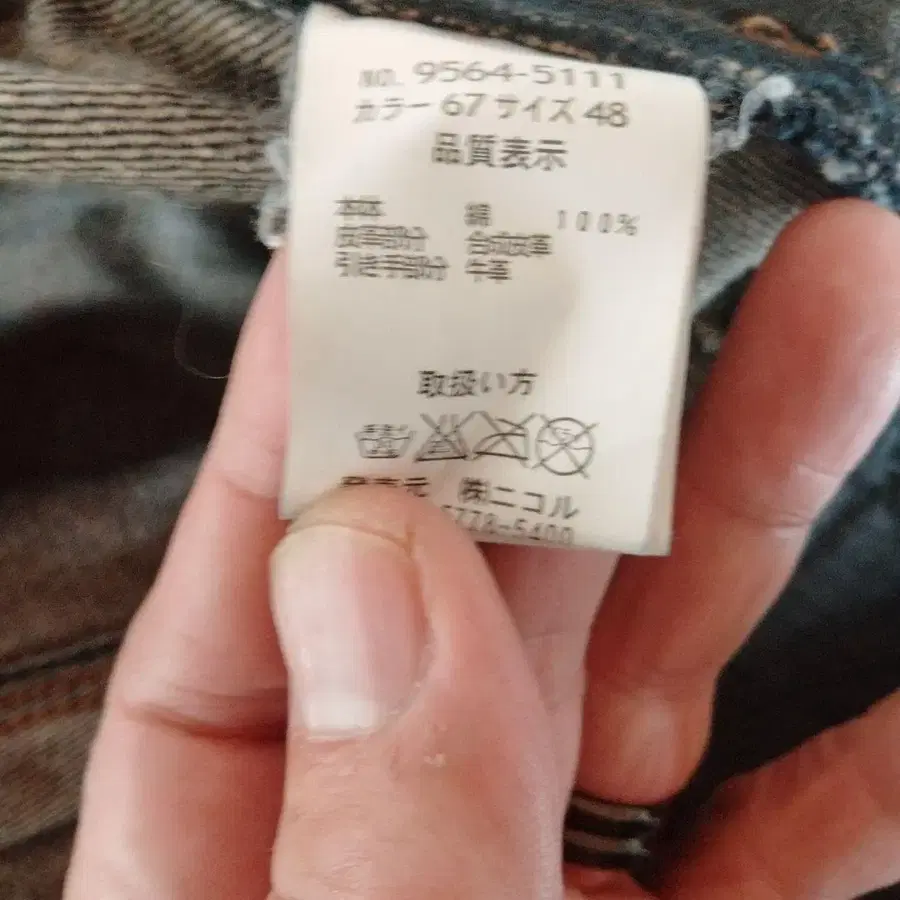 NO. 9564-5111
カラー 67 サイズ 48
品質表示
本体 綿 100%
皮革部分 合成皮革
引き手部分 牛革
取扱い方
元 ㈱ニコル
-5400